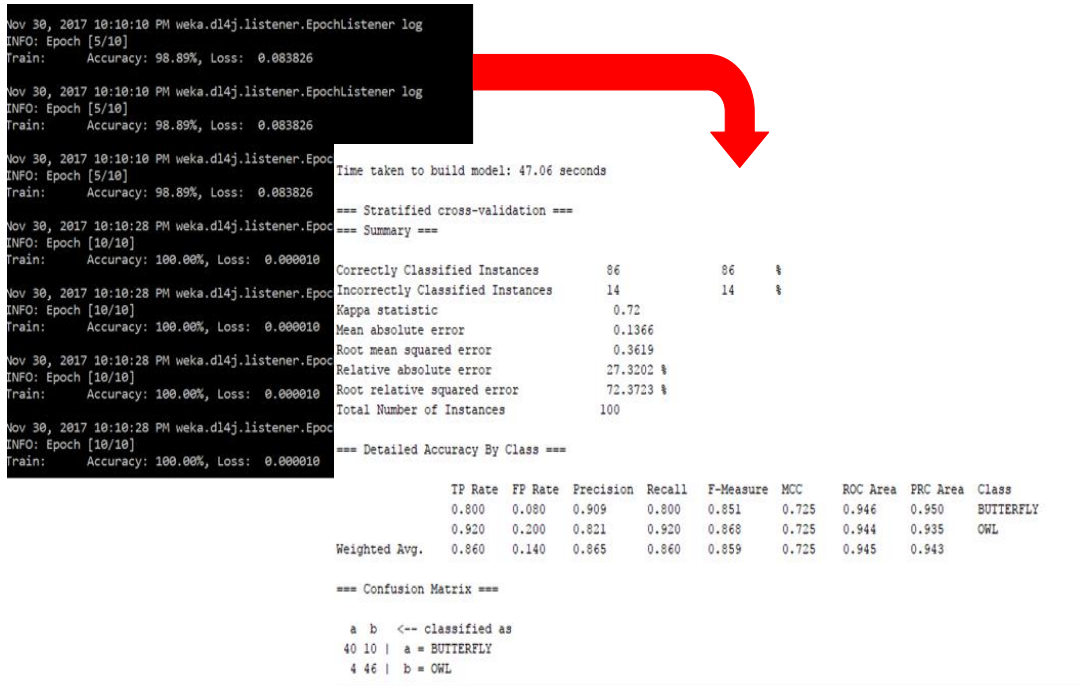 Nov 30, 2017 10:10:10 PM weka.dl4j.listener.EpochListener log
INFO: Epoch [5/10]
Train: Accuracy: 98.89%, Loss: 0.083826
Nov 30, 2017 10:10:10 PM weka.dl4j.listener.EpochListener log
INFO: Epoch [5/10]
Train: Accuracy: 98.89%, Loss: 0.083826
Nov 30, 2017 10:10:10 PM weka.dl4j.listener.Epoc
INFO: Epoch [5/10]
Train: Accuracy: 98.89%, Loss: 0.083826
Nov 30, 2017 10:10:28 PM weka.dl4j.listener.Epoc
INFO: Epoch [10/10]
Train: Accuracy: 100.00%, Loss: 0.000010
Nov 30, 2017 10:10:28 PM weka.dl4j.listener.Epoc
INFO: Epoch [10/10]
Train: Accuracy: 100.00%, Loss: 0.000010
Nov 30, 2017 10:10:28 PM weka.dl4j.listener.Epoc
INFO: Epoch [10/10]
Train: Accuracy: 100.00%, Loss: 0.000010
Nov 30, 2017 10:10:28 PM weka.dl4j.listener.Epoc
INFO: Epoch [10/10]
Train: Accuracy: 100.00%, Loss: 0.000010
Time taken to build model: 47.06 seconds
=== Stratified cross-validation ===
=== Summary ===
Correctly Classified Instances 86 86 %
Incorrectly Classified Instances 14 14 %
Kappa statistic 0.72
Mean absolute error 0.1366
Root mean squared error 0.3619
Relative absolute error 27.3202 %
Root relative squared error 72.3723 %
Total Number of Instances 100
=== Detailed Accuracy By Class ===
TP Rate FP Rate Precision Recall F-Measure MCC ROC Area PRC Area Class
0.800 0.080 0.909 0.800 0.851 0.725 0.946 0.950 BUTTERFLY
0.920 0.200 0.821 0.920 0.868 0.725 0.944 0.935 OWL
Weighted Avg. 0.860 0.140 0.865 0.860 0.859 0.725 0.945 0.943
=== Confusion Matrix ===
a b <-- classified as
40 10 | a = BUTTERFLY
4 46 | b = OWL